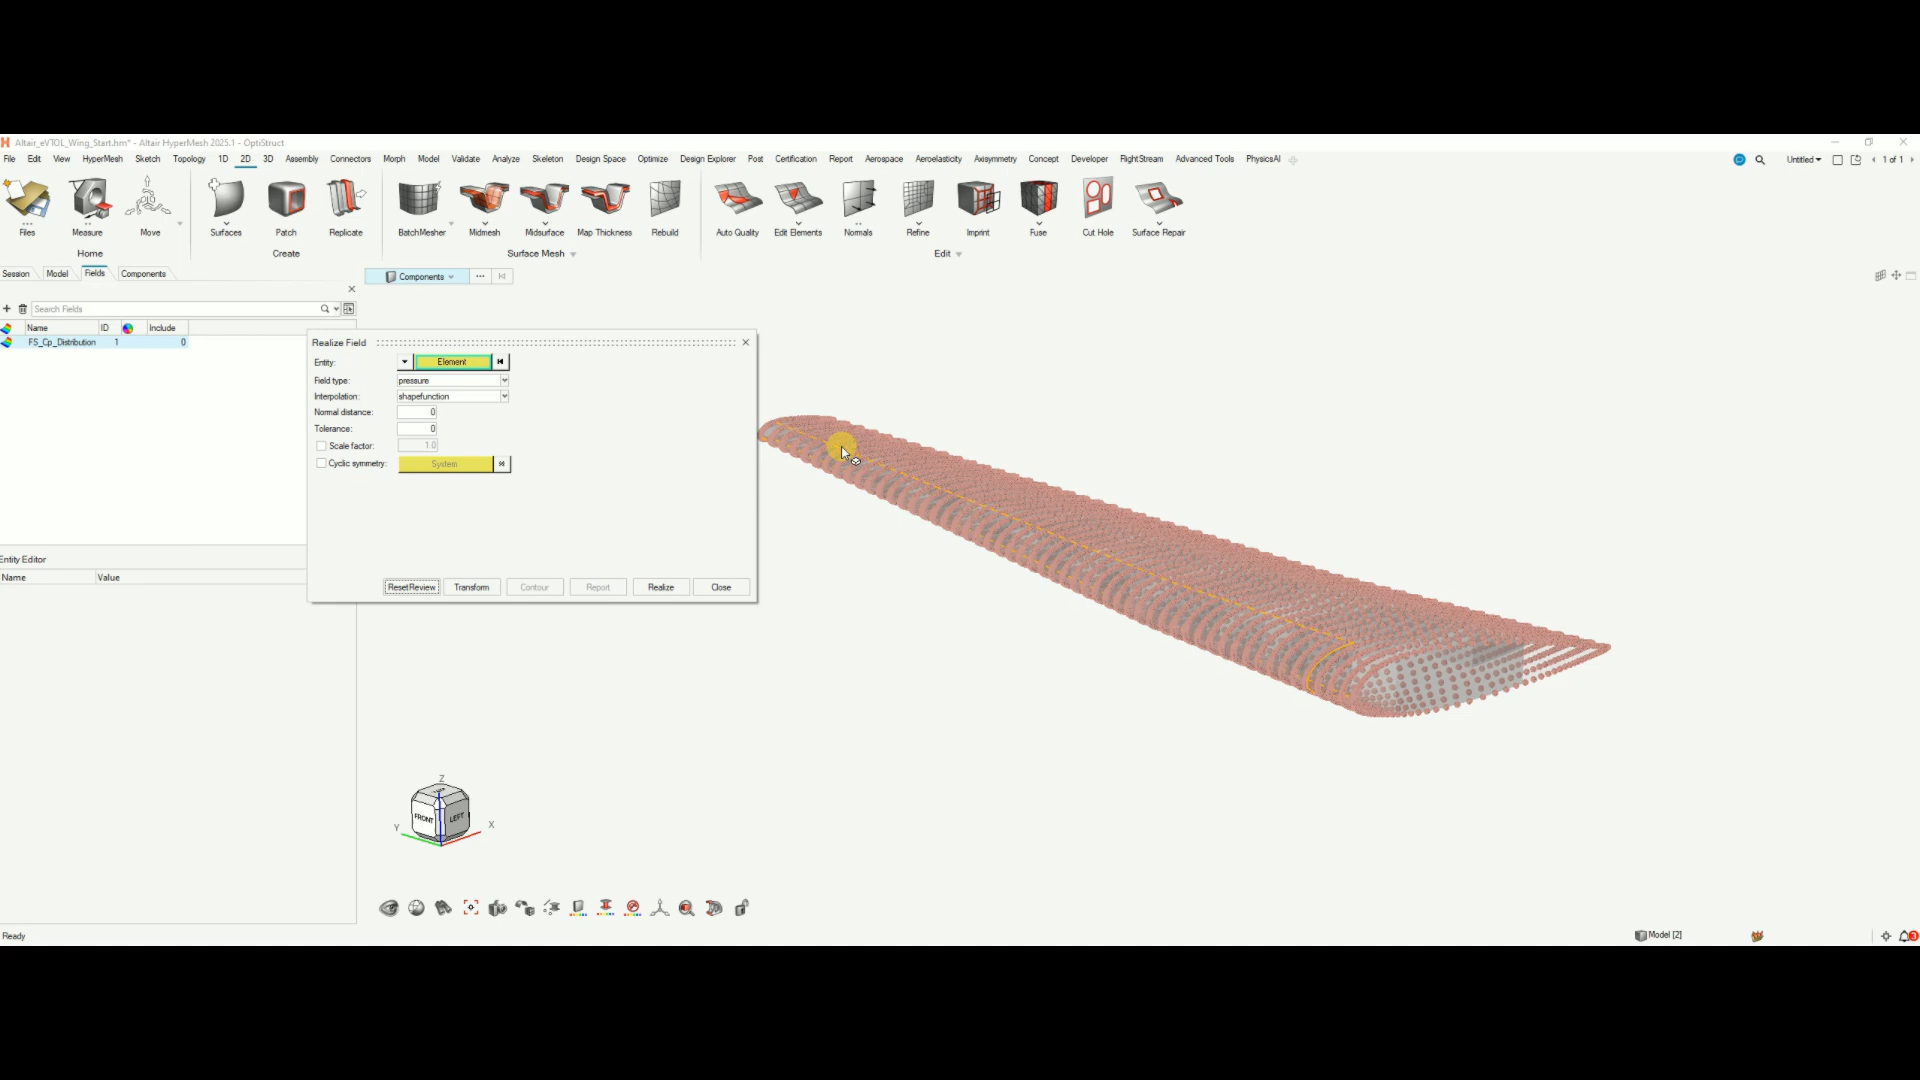 Altair_eVTOL_Wing_Start.hm* - Altair HyperMesh 2025.1 - OptiStruct
File Edit View HyperMesh Sketch Topology 1D 2D 3D Assembly Connectors Morph Model Validate Analyze Skeleton Design Space Optimize Design Explorer Post Certification Report Aerospace Aeroelasticity Axisymmetry Concept Developer FlightStream Advanced Tools PhysicsAI Untitled 1 of 1
Files Measure Move Surfaces Patch Replicate BatchMesher Midmesh Midsurface Map Thickness Rebuild Auto Quality Edit Elements Normals Refine Imprint Fuse Cut Hole Surface Repair
Home Create Surface Mesh Edit
Session Model Fields Components Components
Search Fields
Name ID Include
FS_Cp_Distribution 1 0
Realize Field
Entity: Element
Field type: pressure
Interpolation: shapefunction
Normal distance: 0
Tolerance: 0
Scale factor: 1.0
Cyclic symmetry: System
Entity Editor
Name Value
ResetReview Transform Contour Report Realize Close
Z
FRONT LEFT
Y X
Ready Model [2] 3